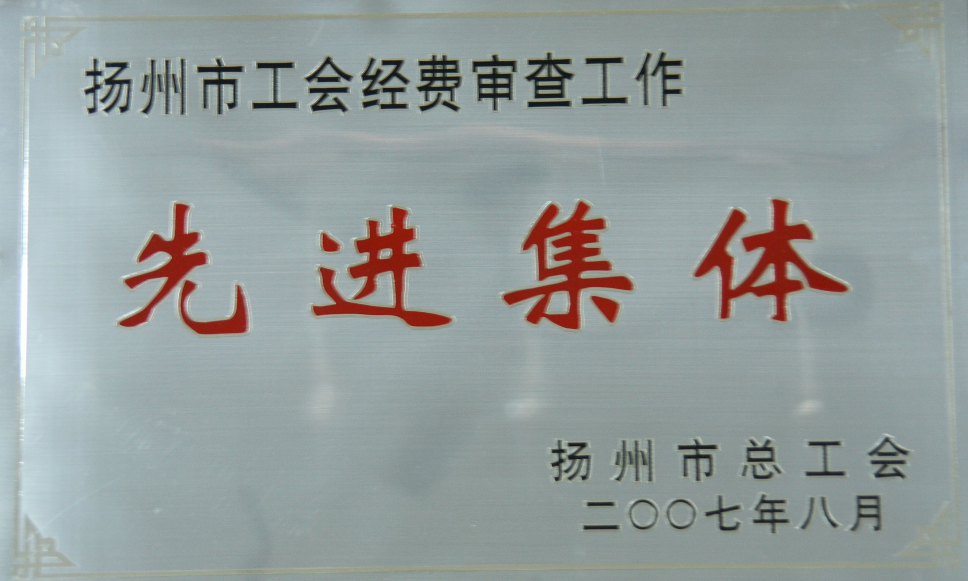 扬州市工会经费审查工作
先进集体
扬州市总工会
二〇〇七年八月